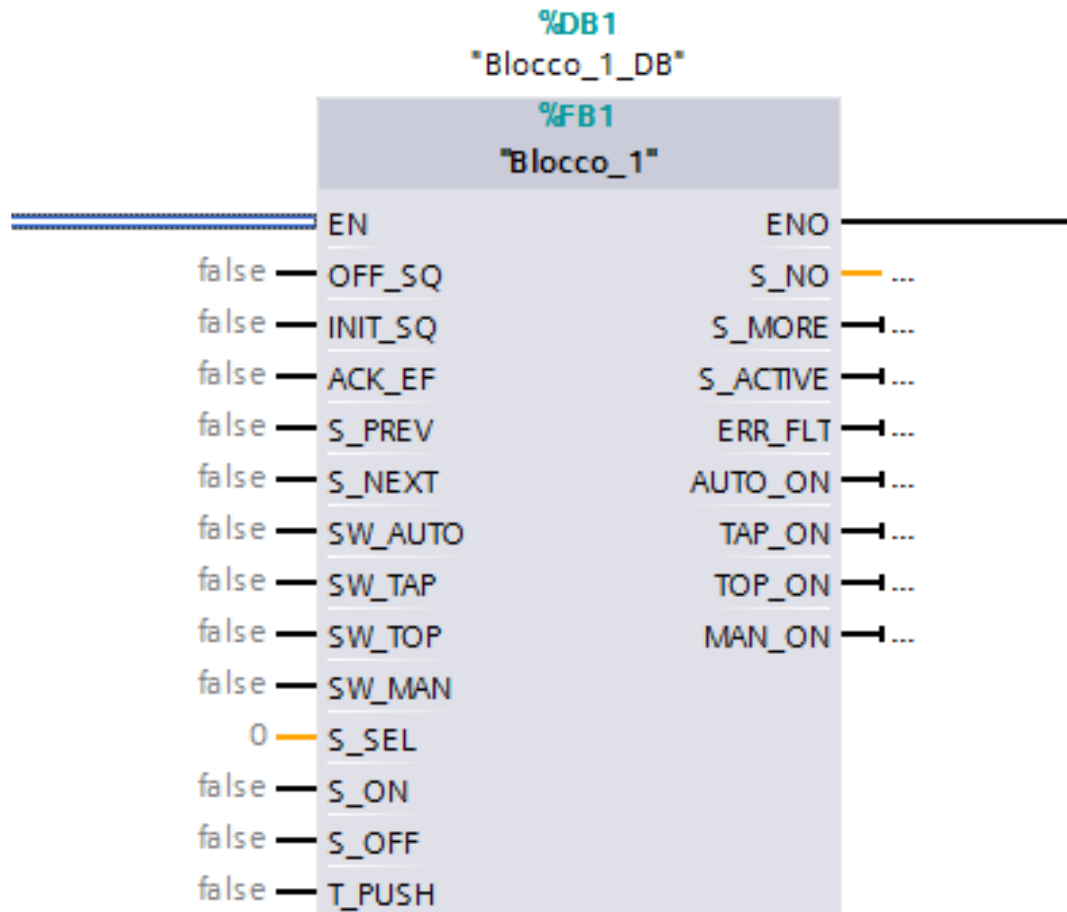 %DB1
"Blocco_1_DB"
%FB1
"Blocco_1"
EN ENO
false OFF_SQ S_NO ...
false INIT_SQ S_MORE ...
false ACK_EF S_ACTIVE ...
false S_PREV ERR_FLT ...
false S_NEXT AUTO_ON ...
false SW_AUTO TAP_ON ...
false SW_TAP TOP_ON ...
false SW_TOP MAN_ON ...
false SW_MAN
0 S_SEL
false S_ON
false S_OFF
false T_PUSH